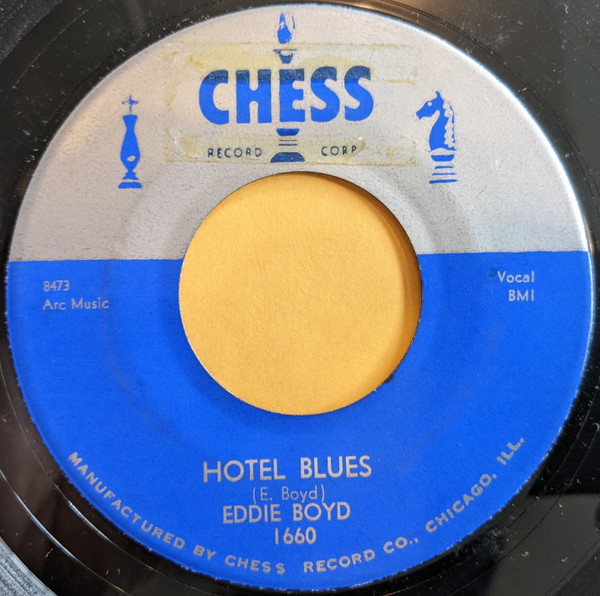 CHESS
RECORD CORP
8473
Arc Music
Vocal
BMI
HOTEL BLUES
(E. Boyd)
EDDIE BOYD
1660
MANUFACTURED BY CHESS RECORD CO., CHICAGO, ILL.